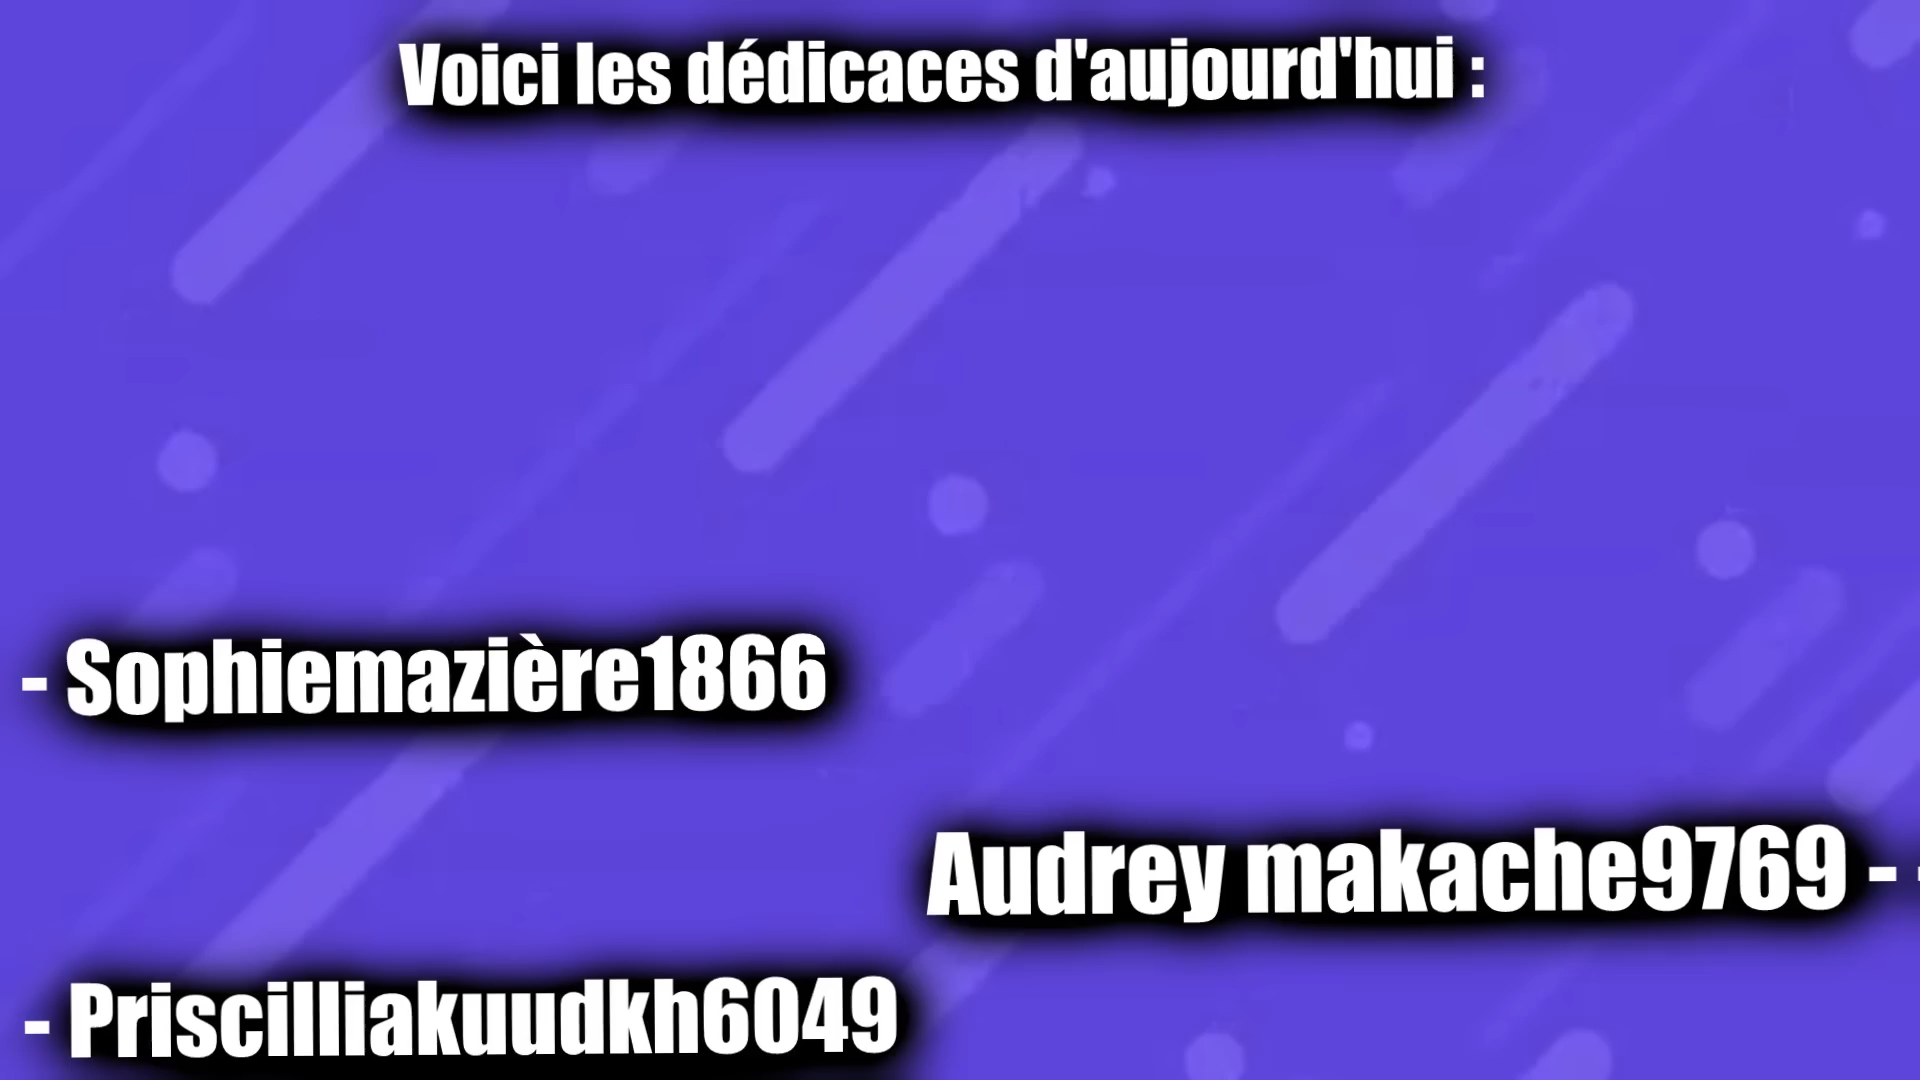 Voici les dédicaces d'aujourd'hui :
- Sophiemazière1866
Audrey makache9769 - -
- Priscilliakuudkh6049